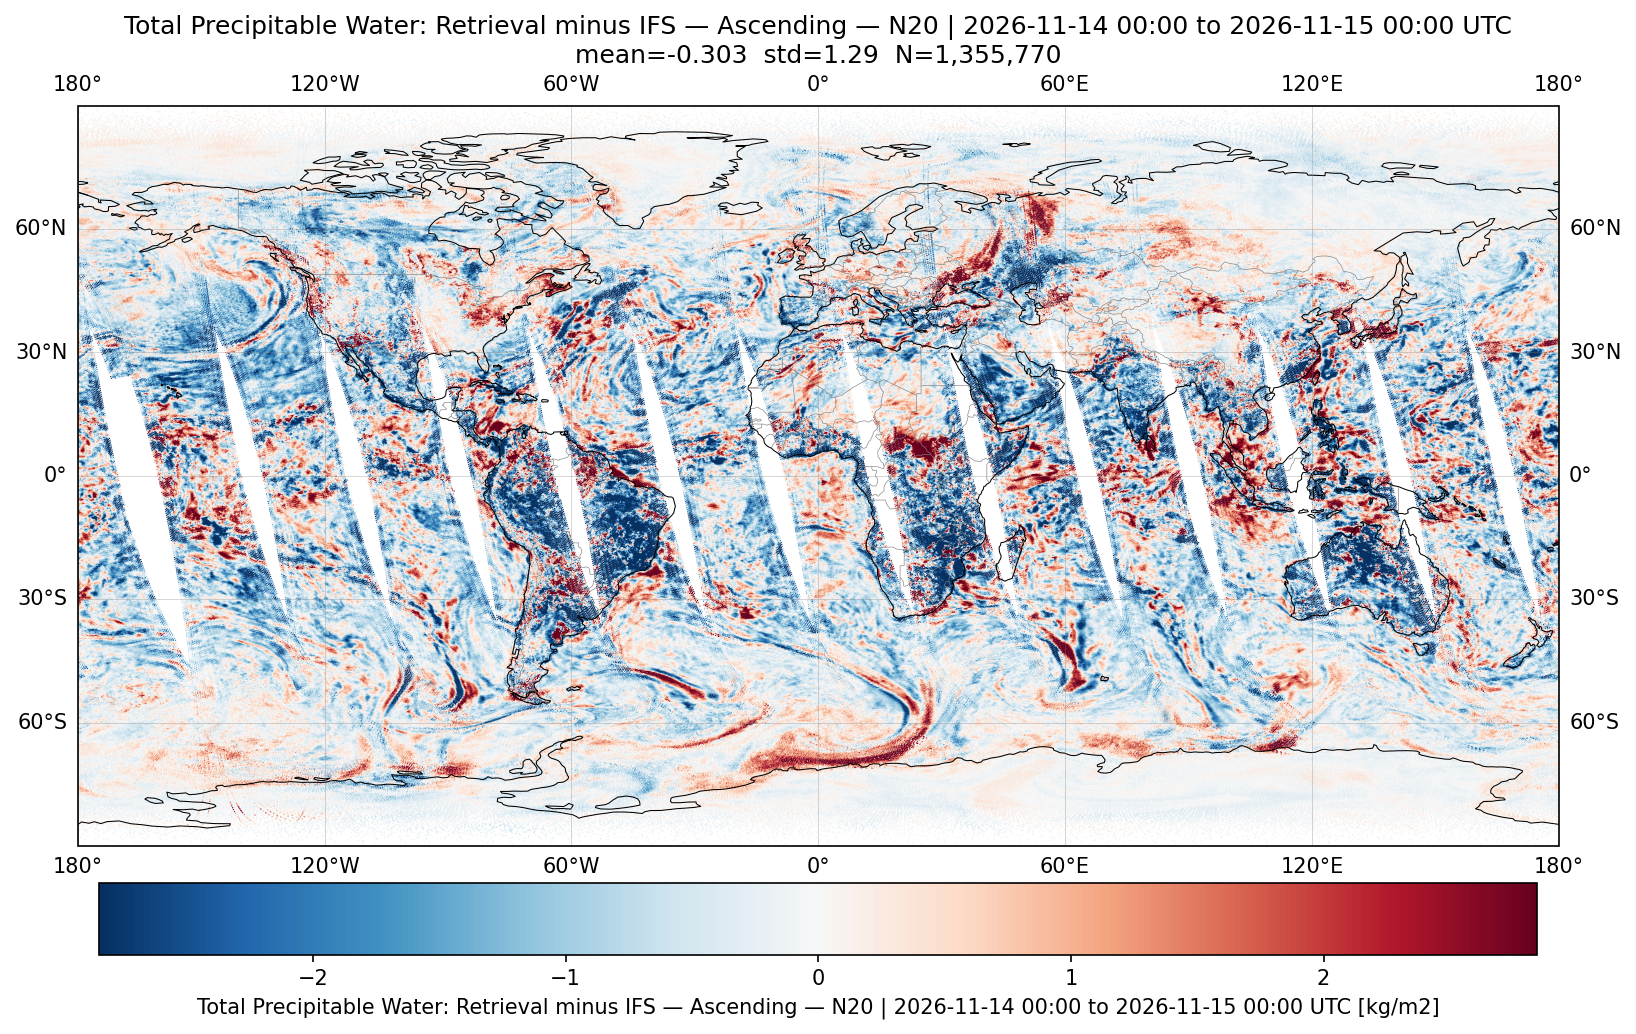 Total Precipitable Water: Retrieval minus IFS — Ascending — N20 | 2026-11-14 00:00 to 2026-11-15 00:00 UTC
mean=-0.303  std=1.29  N=1,355,770
180° 120°W 60°W 0° 60°E 120°E 180°
60°N 60°N
30°N 30°N
0° 0°
30°S 30°S
60°S 60°S
180° 120°W 60°W 0° 60°E 120°E 180°
−2 −1 0 1 2
Total Precipitable Water: Retrieval minus IFS — Ascending — N20 | 2026-11-14 00:00 to 2026-11-15 00:00 UTC [kg/m2]